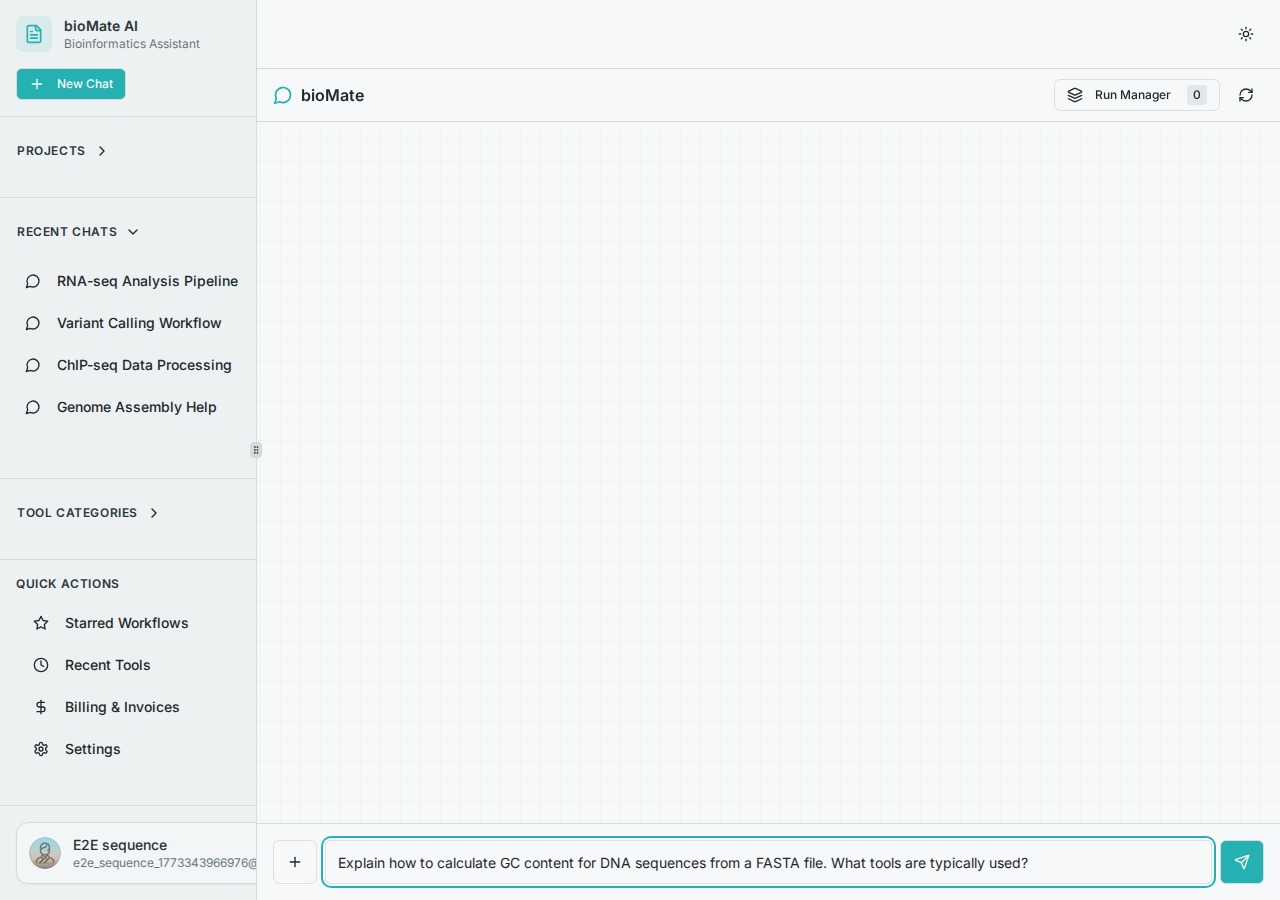 bioMate AI
Bioinformatics Assistant
New Chat
PROJECTS
RECENT CHATS
RNA-seq Analysis Pipeline
Variant Calling Workflow
ChIP-seq Data Processing
Genome Assembly Help
TOOL CATEGORIES
QUICK ACTIONS
Starred Workflows
Recent Tools
Billing & Invoices
Settings
E2E sequence
e2e_sequence_1773343966976@
bioMate
Run Manager 0
Explain how to calculate GC content for DNA sequences from a FASTA file. What tools are typically used?